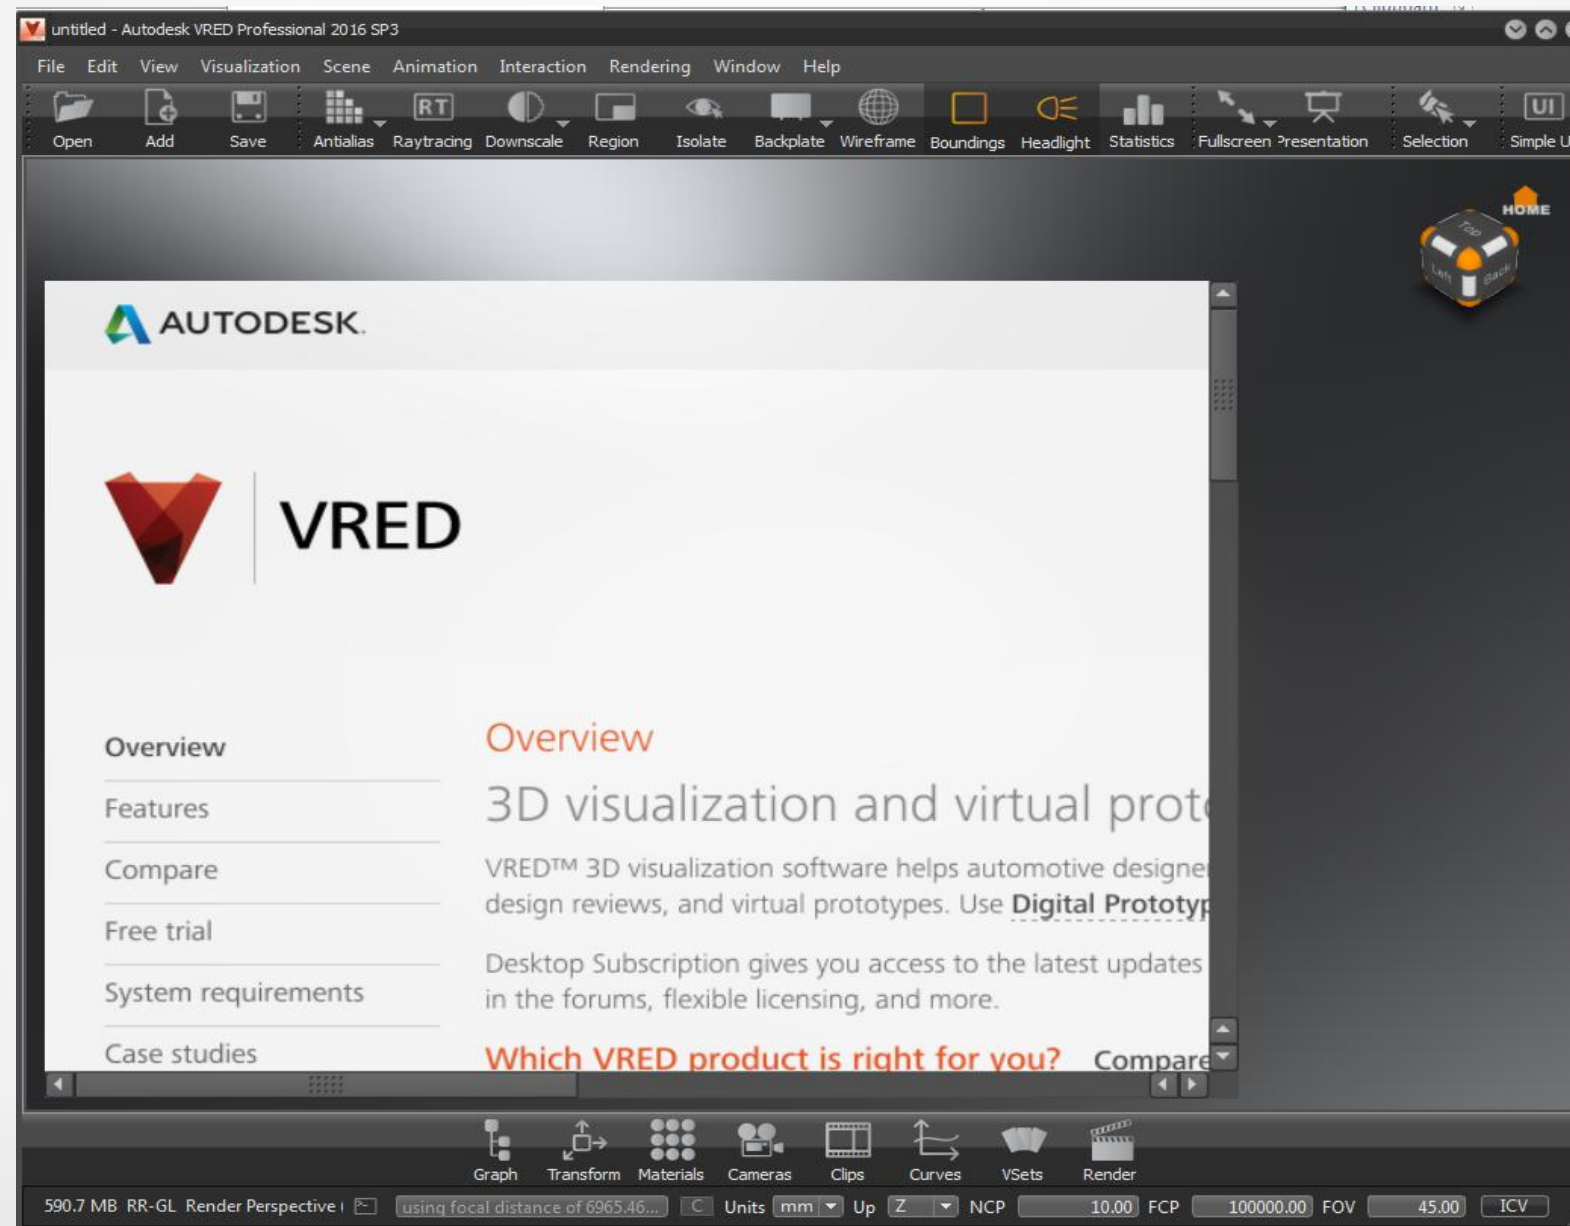 untitled - Autodesk VRED Professional 2016 SP3
File Edit View Visualization Scene Animation Interaction Rendering Window Help
RT UI
Open Add Save Antialias Raytracing Downscale Region Isolate Backplate Wireframe Boundings Headlight Statistics Fullscreen Presentation Selection Simple U
HOME
Top
Left Back
AUTODESK.
VRED
Overview
Features
Compare
Free trial
System requirements
Case studies
Overview
3D visualization and virtual proto
VRED™ 3D visualization software helps automotive designer
design reviews, and virtual prototypes. Use Digital Prototyp
Desktop Subscription gives you access to the latest updates
in the forums, flexible licensing, and more.
Which VRED product is right for you? Compare
Graph Transform Materials Cameras Clips Curves VSets Render
590.7 MB RR-GL Render Perspective ( using focal distance of 6965.46... C Units mm Up Z NCP 10.00 FCP 100000.00 FOV 45.00 ICV